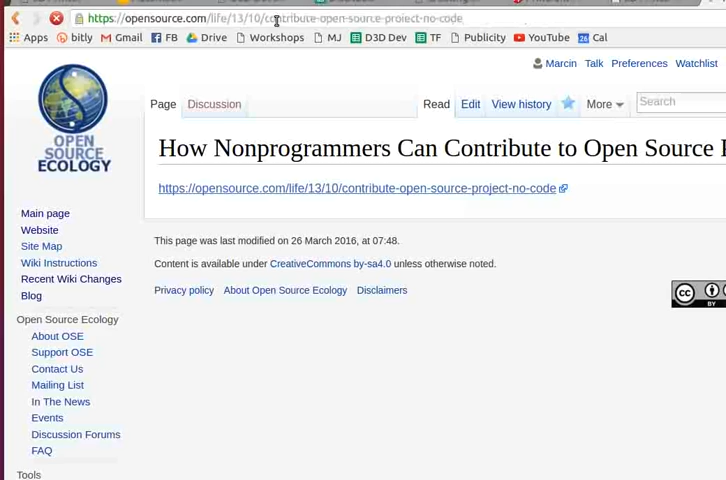 https://opensource.com/life/13/10/contribute-open-source-project-no-code
Apps bitly Gmail FB Drive Workshops MJ D3D Dev TF Publicity YouTube 26 Cal
Marcin Talk Preferences Watchlist
Page Discussion Read Edit View history More Search
OPEN
SOURCE
ECOLOGY
How Nonprogrammers Can Contribute to Open Source
https://opensource.com/life/13/10/contribute-open-source-project-no-code
Main page
Website
Site Map
Wiki Instructions
Recent Wiki Changes
Blog
This page was last modified on 26 March 2016, at 07:48.
Content is available under CreativeCommons by-sa4.0 unless otherwise noted.
Privacy policy About Open Source Ecology Disclaimers
cc BY
Open Source Ecology
About OSE
Support OSE
Contact Us
Mailing List
In The News
Events
Discussion Forums
FAQ
Tools